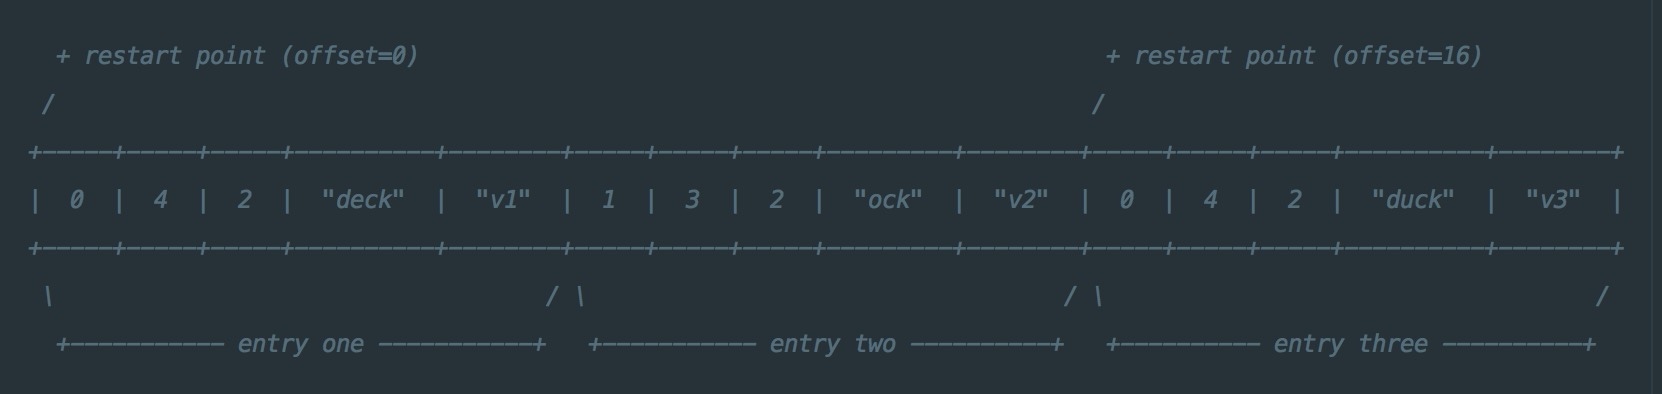 + restart point (offset=0)                                                 + restart point (offset=16)
/                                                                          /
+-----+-----+-----+----------+--------+-----+-----+-----+---------+--------+-----+-----+-----+----------+--------+
|  0  |  4  |  2  |  "deck"  |  "v1"  |  1  |  3  |  2  |  "ock"  |  "v2"  |  0  |  4  |  2  |  "duck"  |  "v3"  |
+-----+-----+-----+----------+--------+-----+-----+-----+---------+--------+-----+-----+-----+----------+--------+
\                                   / \                                  / \                                   /
+----------- entry one -----------+   +----------- entry two ----------+   +---------- entry three ----------+